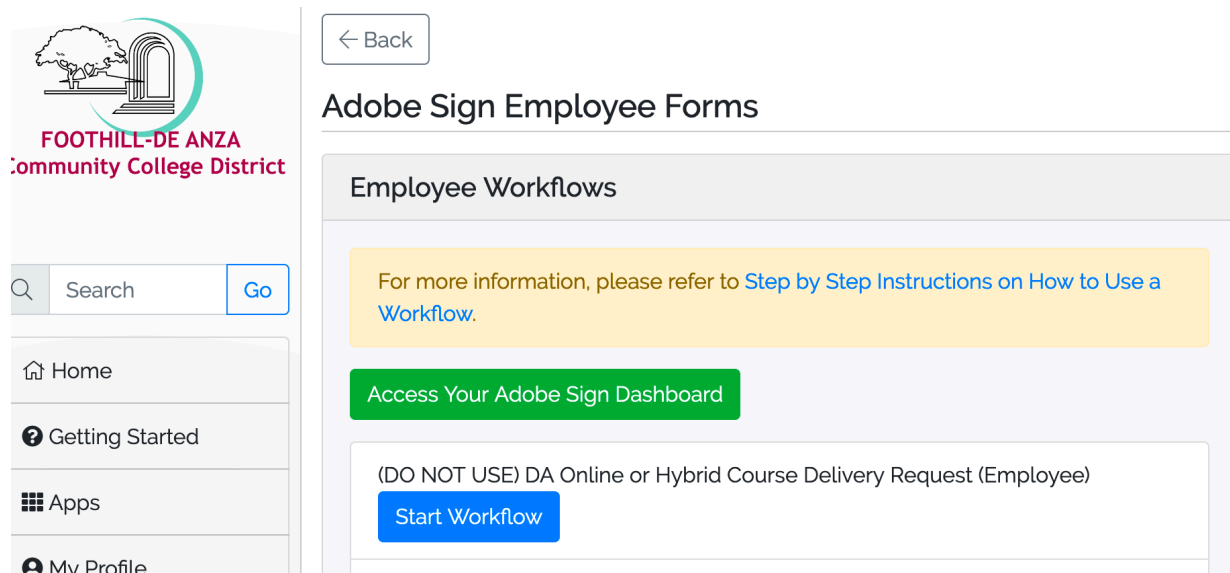 FOOTHILL-DE ANZA
Community College District
Search
Go
Home
Getting Started
Apps
My Profile
Back
Adobe Sign Employee Forms
Employee Workflows
For more information, please refer to Step by Step Instructions on How to Use a
Workflow.
Access Your Adobe Sign Dashboard
(DO NOT USE) DA Online or Hybrid Course Delivery Request (Employee)
Start Workflow